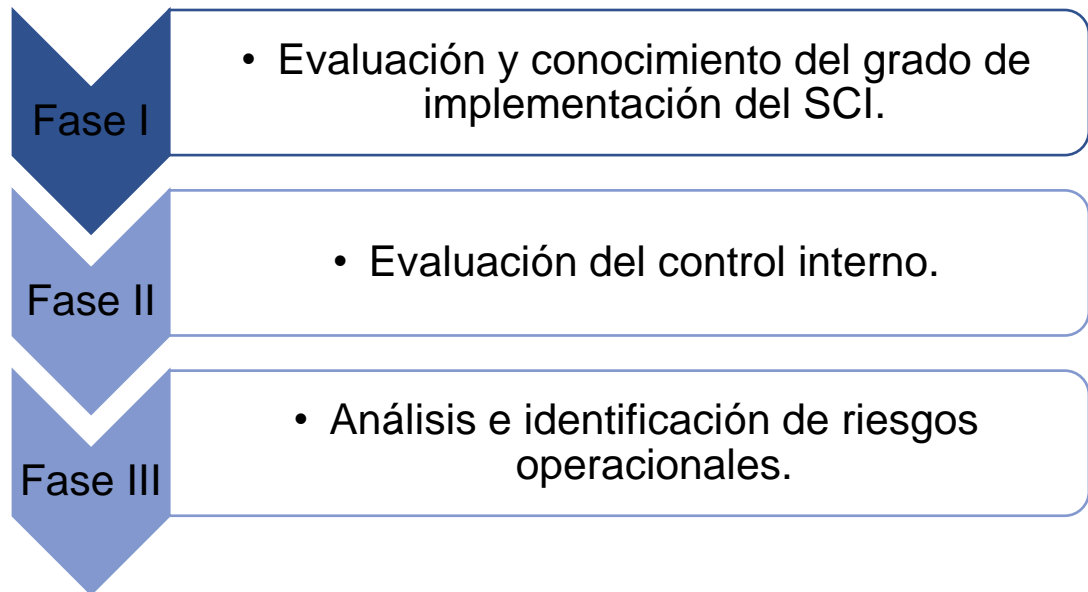 Fase I
• Evaluación y conocimiento del grado de
implementación del SCI.
Fase II
• Evaluación del control interno.
Fase III
• Análisis e identificación de riesgos
operacionales.